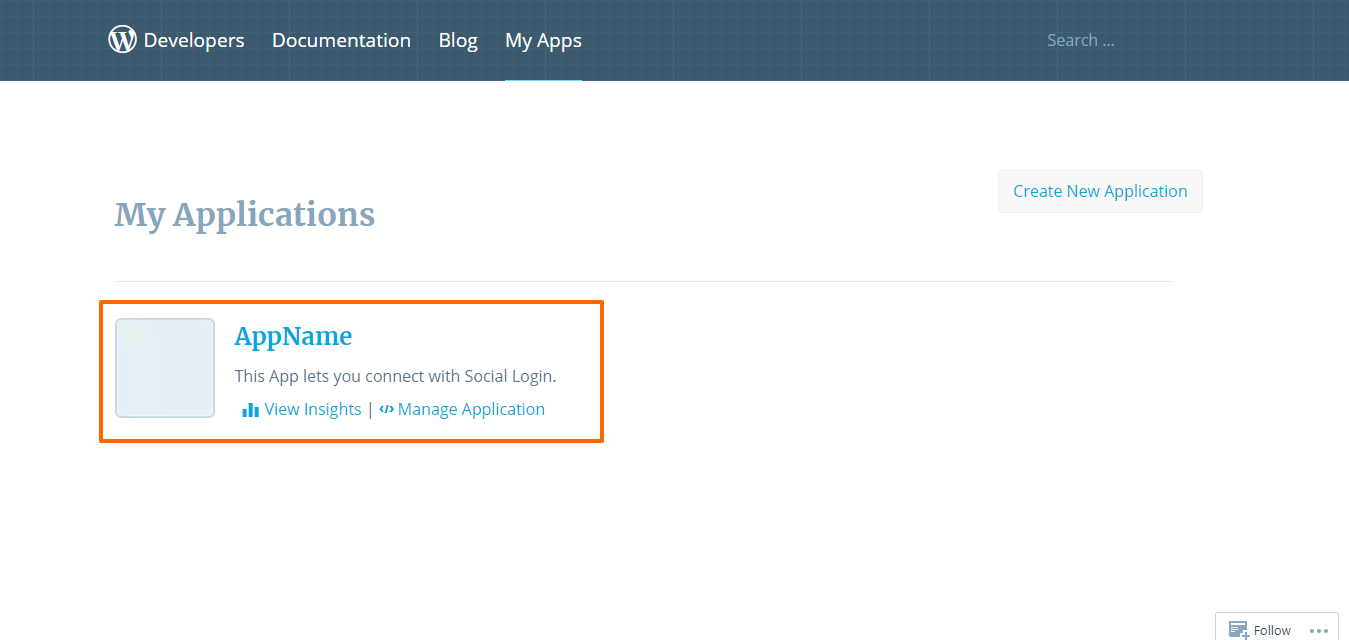 Developers Documentation Blog My Apps Search ...
Create New Application
My Applications
AppName
This App lets you connect with Social Login.
View Insights | Manage Application
Follow